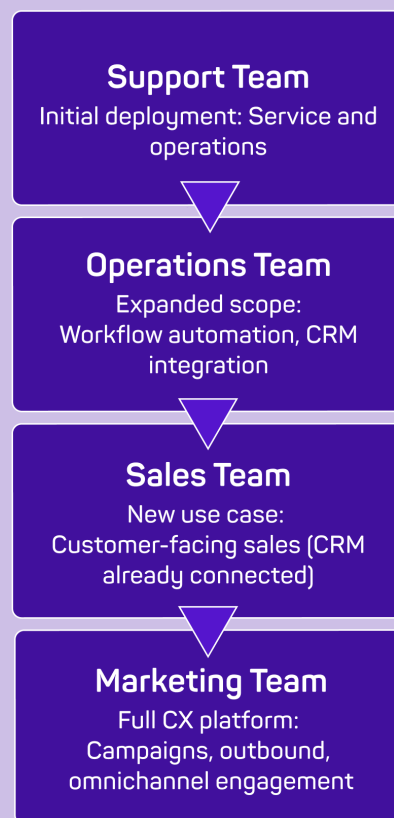 Support Team
Initial deployment: Service and
operations
Operations Team
Expanded scope:
Workflow automation, CRM
integration
Sales Team
New use case:
Customer-facing sales (CRM
already connected)
Marketing Team
Full CX platform:
Campaigns, outbound,
omnichannel engagement